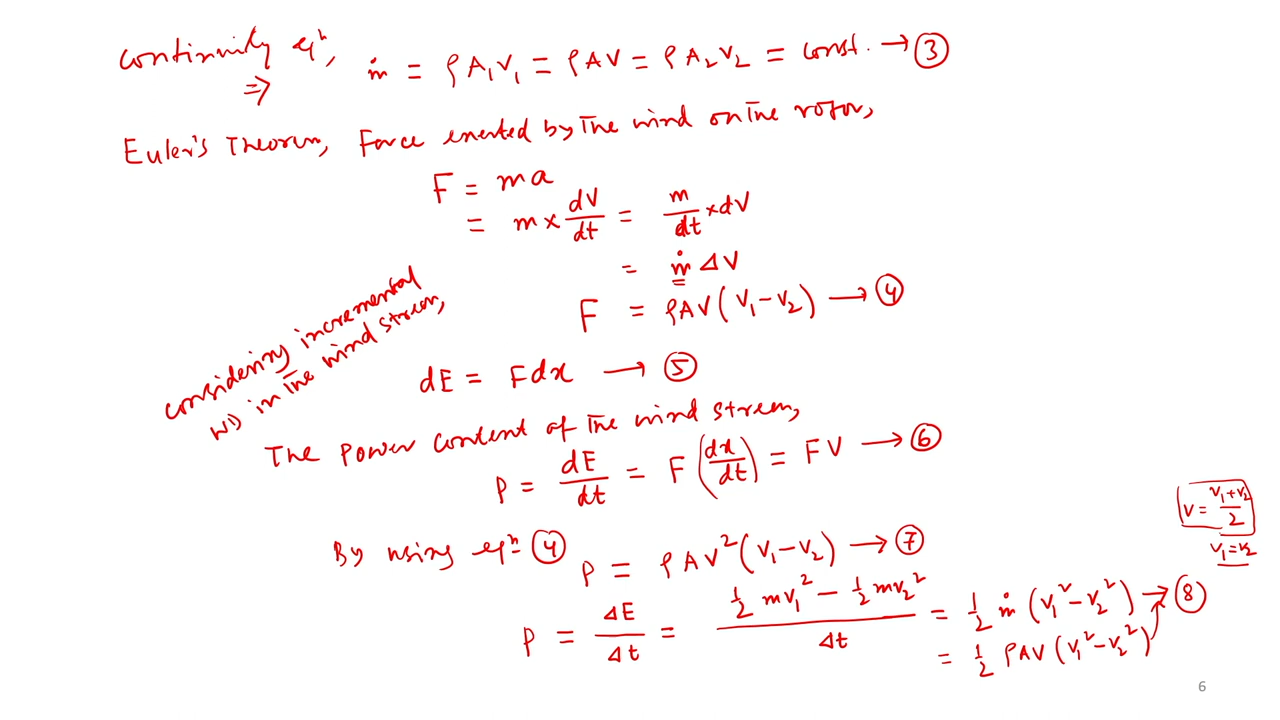 Continuity eqⁿ,
⇒ ṁ = ρA₁V₁ = ρAV = ρA₂V₂ = const. → ③
Euler's Theorem, Force exerted by The wind on The rotor,
F = ma
= m × dV/dt = m/dt × dV
= ṁ ΔV
F = ρAV(V₁-V₂) → ④
considering incremental
WD in The wind stream,
dE = Fdx → ⑤
The Power Content of The wind stream,
P = dE/dt = F(dx/dt) = FV → ⑥
V = V₁+V₂/2
V₁=V₂
By using eqⁿ ④ P = ρAV²(V₁-V₂) → ⑦
P = ΔE/Δt = ½mV₁² - ½mV₂²/Δt = ½ ṁ (V₁² - V₂²) → ⑧
= ½ ρAV(V₁² - V₂²)
6